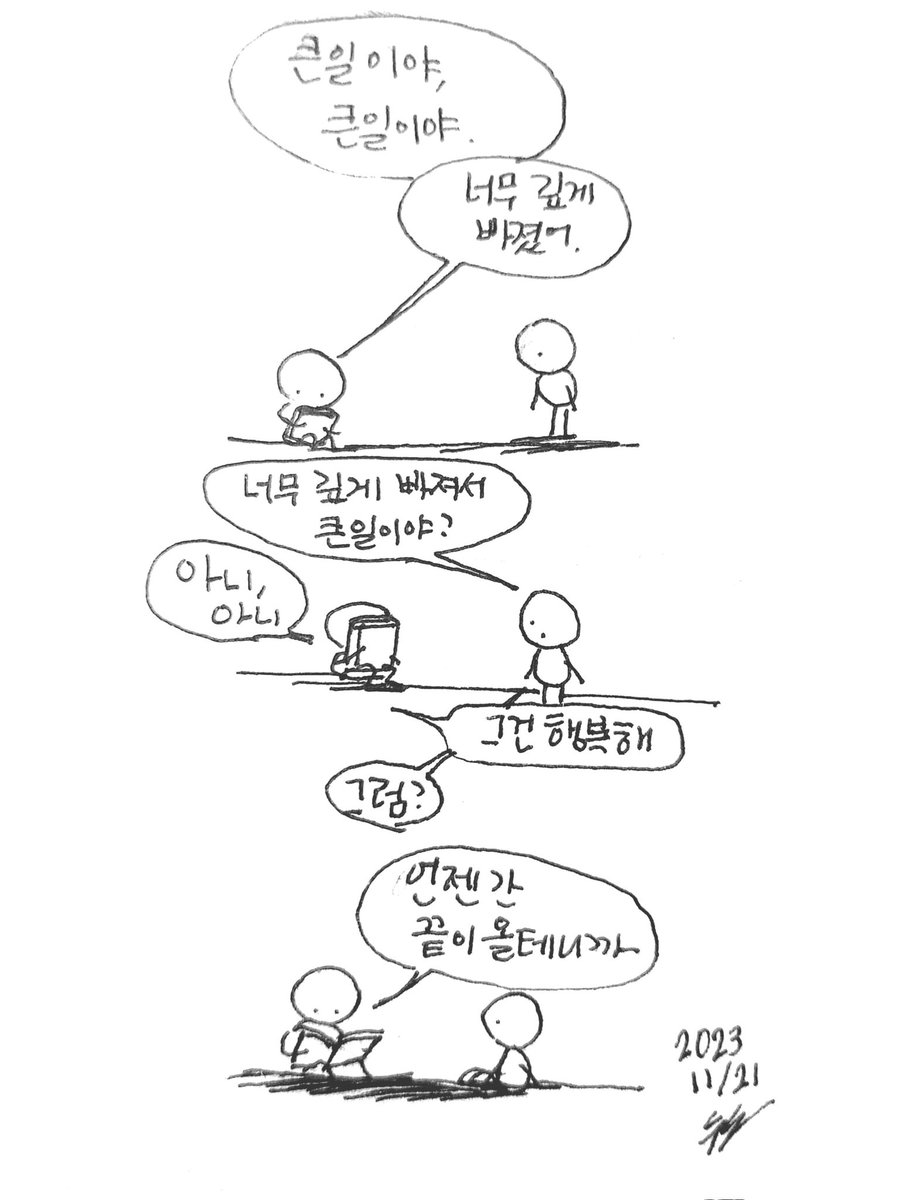 큰일이야,
큰일이야.
너무 깊게
빠졌어.
너무 깊게 빠져서
큰일이야?
아니,
아니
그건 행복해
그럼?
언젠간
끝이 올테니까
2023
11/21